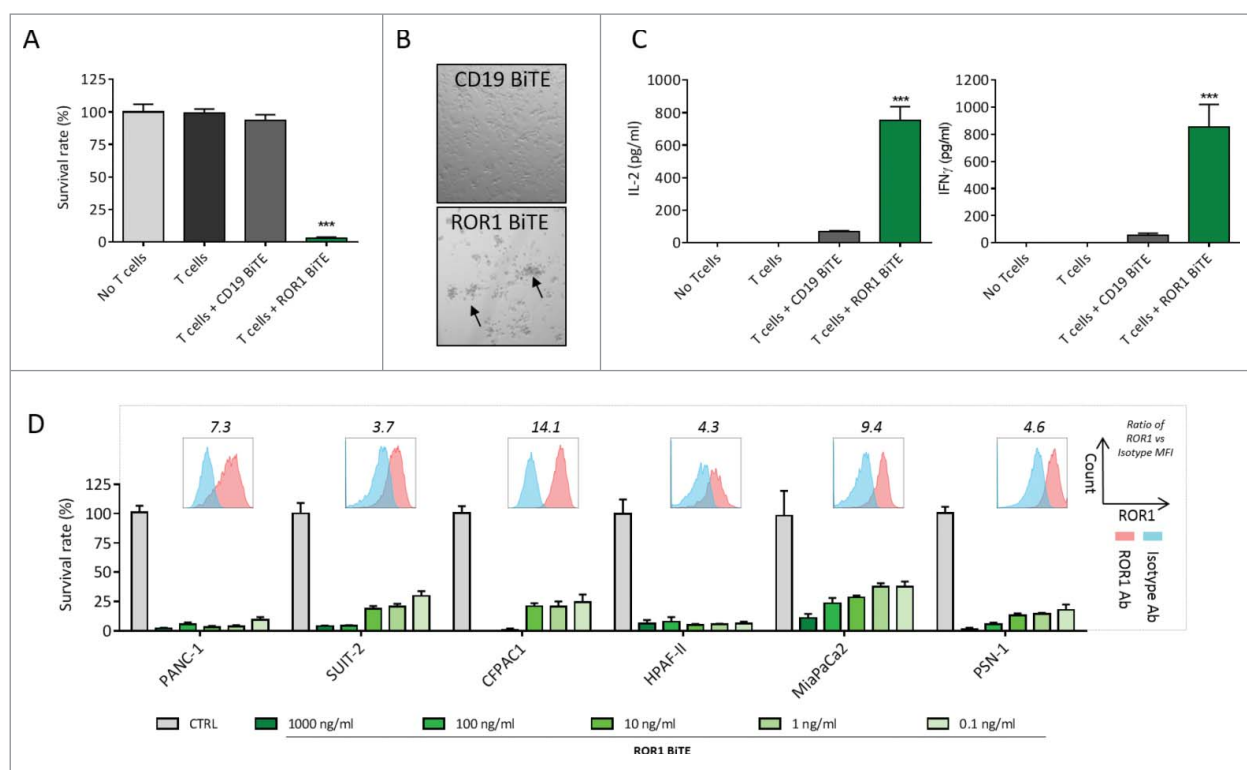 A
Survival rate (%)
125
100
75
50
25
0
***
No T cells
T cells
T cells + CD19 BiTE
T cells + ROR1 BiTE
B
CD19 BiTE
ROR1 BiTE
C
IL-2 (pg/ml)
1000
800
600
400
200
0
***
No Tcells
T cells
T cells + CD19 BiTE
T cells + ROR1 BiTE
IFNγ (pg/ml)
1200
1000
800
600
400
200
0
***
No T cells
T cells
T cells + CD19 BiTE
T cells + ROR1 BiTE
D
7.3
3.7
14.1
4.3
9.4
4.6
Ratio of
ROR1 vs
Isotype MFI
Count
ROR1
ROR1 Ab
Isotype Ab
Survival rate (%)
125
100
75
50
25
0
PANC-1
SUIT-2
CFPAC1
HPAF-II
MiaPaCa2
PSN-1
CTRL
1000 ng/ml
100 ng/ml
10 ng/ml
1 ng/ml
0.1 ng/ml
ROR1 BiTE